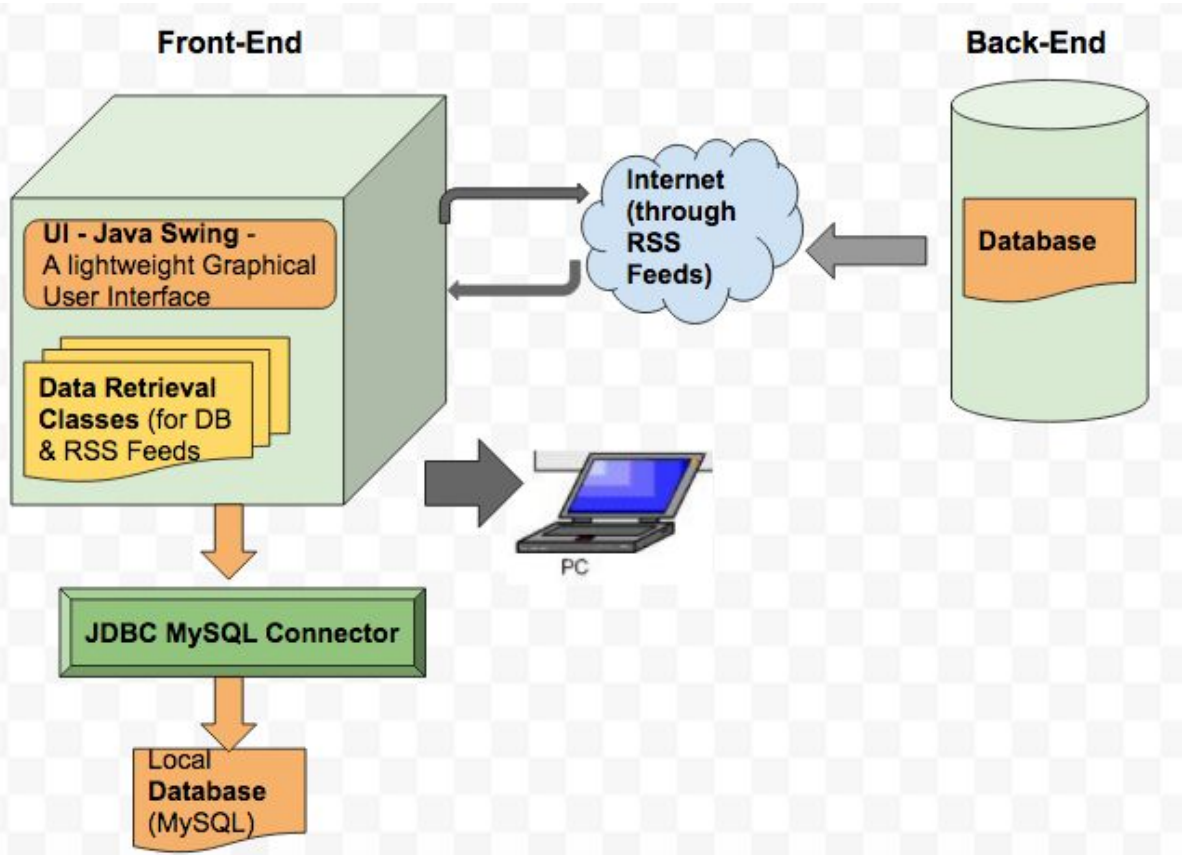 Front-End
Back-End
UI - Java Swing -
A lightweight Graphical
User Interface
Data Retrieval
Classes (for DB
& RSS Feeds
Internet
(through
RSS
Feeds)
Database
PC
JDBC MySQL Connector
Local
Database
(MySQL)